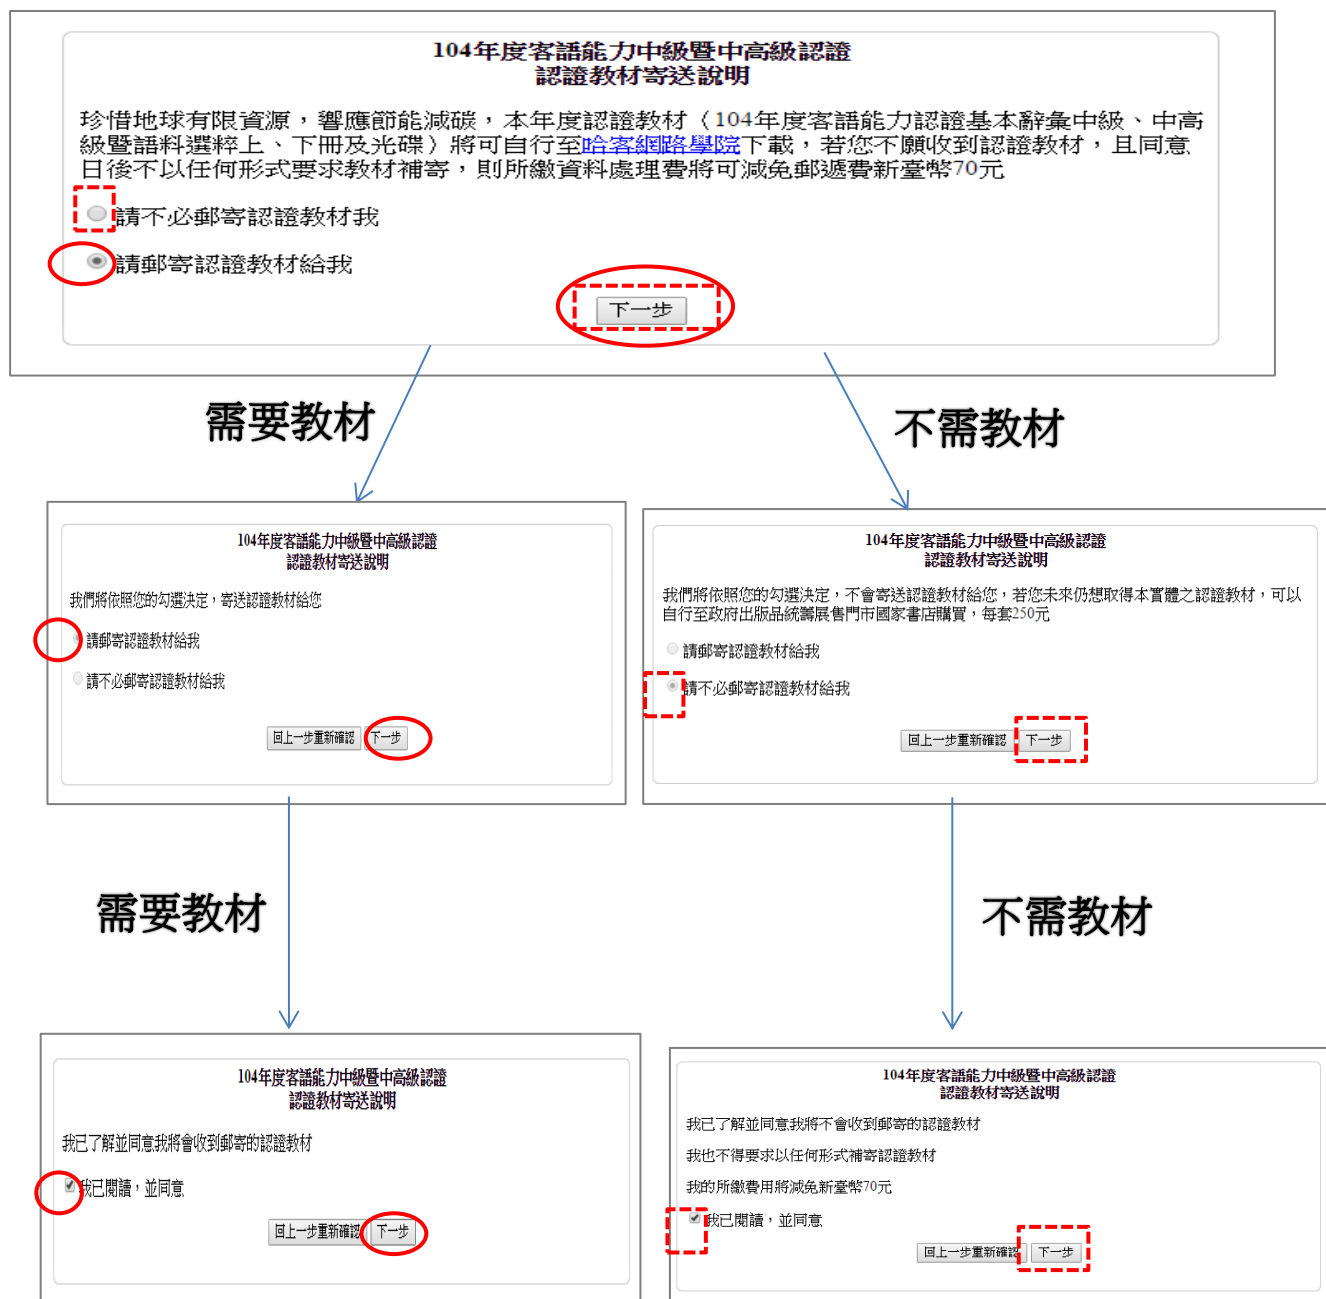 104年度客語能力中級暨中高級認證
認證教材寄送說明
珍惜地球有限資源，響應節能減碳，本年度認證教材（104年度客語能力認證基本辭彙中級、中高
級暨語料選粹上、下冊及光碟）將可自行至哈客網路學院下載，若您不願收到認證教材，且同意
日後不以任何形式要求教材補寄，則所繳資料處理費將可減免郵遞費新臺幣70元
請不必郵寄認證教材我
請郵寄認證教材給我
下一步
需要教材
不需教材
104年度客語能力中級暨中高級認證
認證教材寄送說明
我們將依照您的勾選決定，寄送認證教材給您
請郵寄認證教材給我
請不必郵寄認證教材給我
回上一步重新確認 下一步
104年度客語能力中級暨中高級認證
認證教材寄送說明
我們將依照您的勾選決定，不會寄送認證教材給您，若您未來仍想取得本實體之認證教材，可以
自行至政府出版品統籌展售門市國家書店購買，每套250元
請郵寄認證教材給我
請不必郵寄認證教材給我
回上一步重新確認 下一步
需要教材
不需教材
104年度客語能力中級暨中高級認證
認證教材寄送說明
我已了解並同意我將會收到郵寄的認證教材
我已閱讀，並同意
回上一步重新確認 下一步
104年度客語能力中級暨中高級認證
認證教材寄送說明
我已了解並同意我將不會收到郵寄的認證教材
我也不得要求以任何形式補寄認證教材
我的所繳費用將減免新臺幣70元
我已閱讀，並同意
回上一步重新確認 下一步